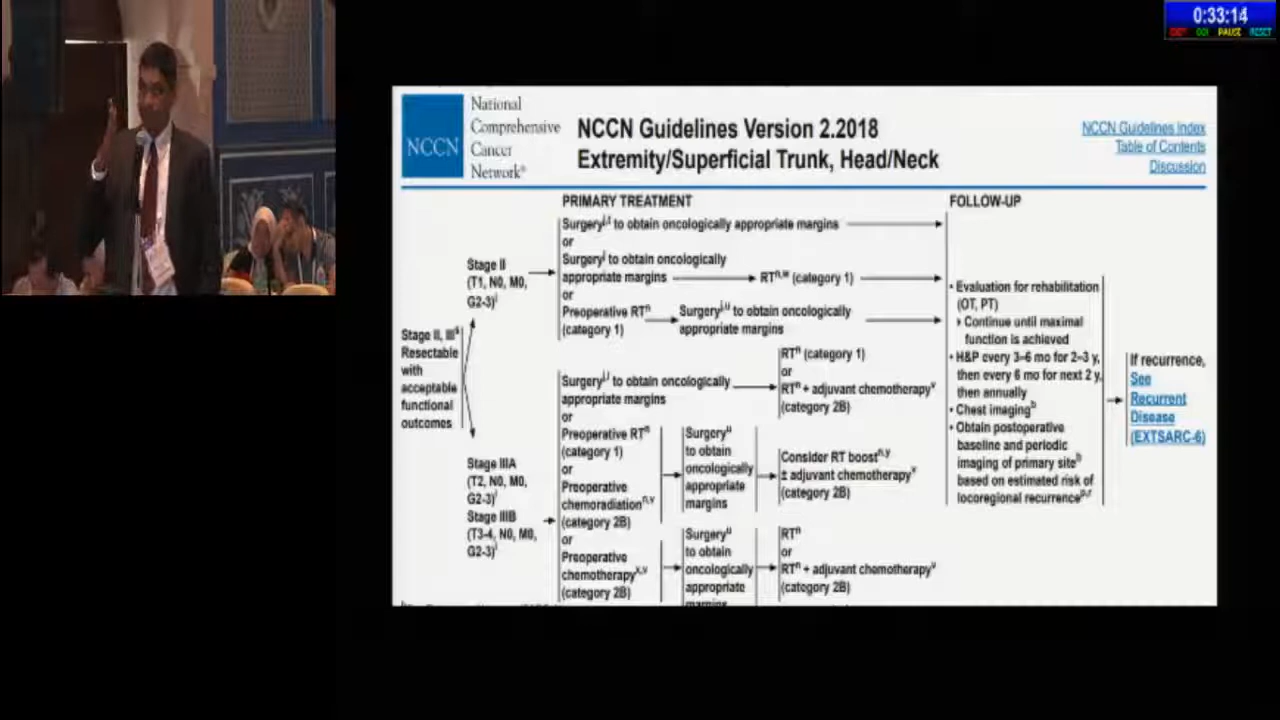 0:33:14
EXIT GO! PAUSE RESET
NCCN
National
Comprehensive
Cancer
Network®
NCCN Guidelines Version 2.2018
Extremity/Superficial Trunk, Head/Neck
NCCN Guidelines Index
Table of Contents
Discussion
PRIMARY TREATMENT
FOLLOW-UP
Stage II, III
Resectable
with
acceptable
functional
outcomes
Stage II
(T1, N0, M0,
G2-3)
Surgery to obtain oncologically appropriate margins
or
Surgery to obtain oncologically
appropriate margins
RT (category 1)
or
Preoperative RT
(category 1)
Surgery to obtain oncologically
appropriate margins
Stage IIIA
(T2, N0, M0,
G2-3)
Stage IIIB
(T3-4, N0, M0,
G2-3)
Surgery to obtain oncologically
appropriate margins
RT (category 1)
or
RT + adjuvant chemotherapy
(category 2B)
or
Preoperative RT
(category 1)
or
Preoperative
chemoradiation
(category 2B)
Surgery
to obtain
oncologically
appropriate
margins
Consider RT boost
± adjuvant chemotherapy
(category 2B)
or
Preoperative
chemotherapy
(category 2B)
Surgery
to obtain
oncologically
appropriate
margins
RT
or
RT + adjuvant chemotherapy
(category 2B)
• Evaluation for rehabilitation
(OT, PT)
Continue until maximal
function is achieved
• H&P every 3–6 mo for 2–3 y,
then every 6 mo for next 2 y,
then annually
• Chest imaging
• Obtain postoperative
baseline and periodic
imaging of primary site
based on estimated risk of
locoregional recurrence
If recurrence,
See
Recurrent
Disease
(EXTSARC-6)